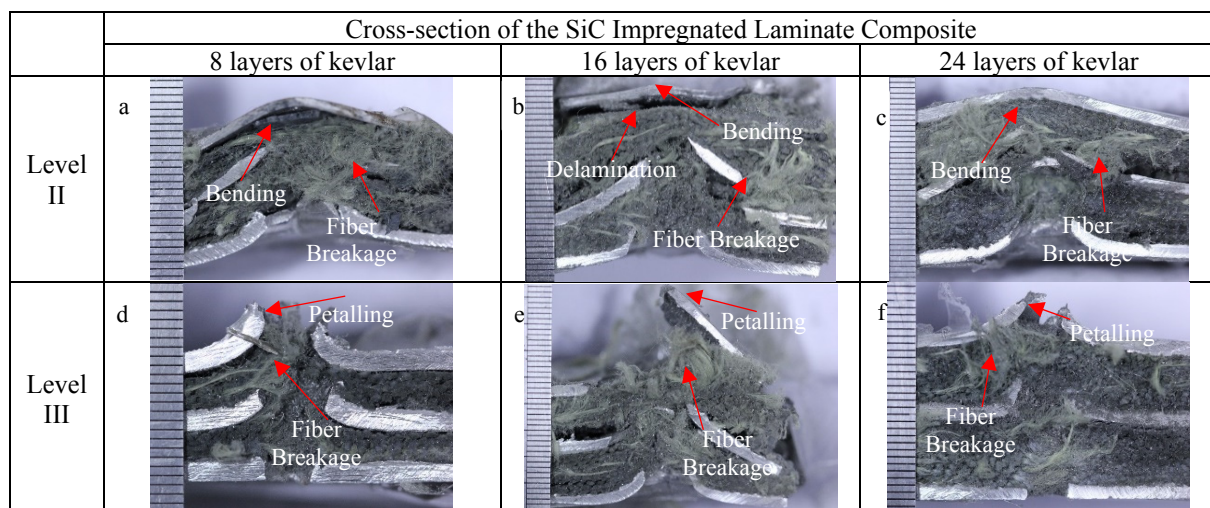 Cross-section of the SiC Impregnated Laminate Composite
8 layers of kevlar
16 layers of kevlar
24 layers of kevlar
Level
II
a
Bending
Fiber
Breakage
b
Bending
Delamination
Fiber Breakage
c
Bending
Fiber
Breakage
Level
III
d
Petalling
Fiber
Breakage
e
Petalling
Fiber
Breakage
f
Petalling
Fiber
Breakage